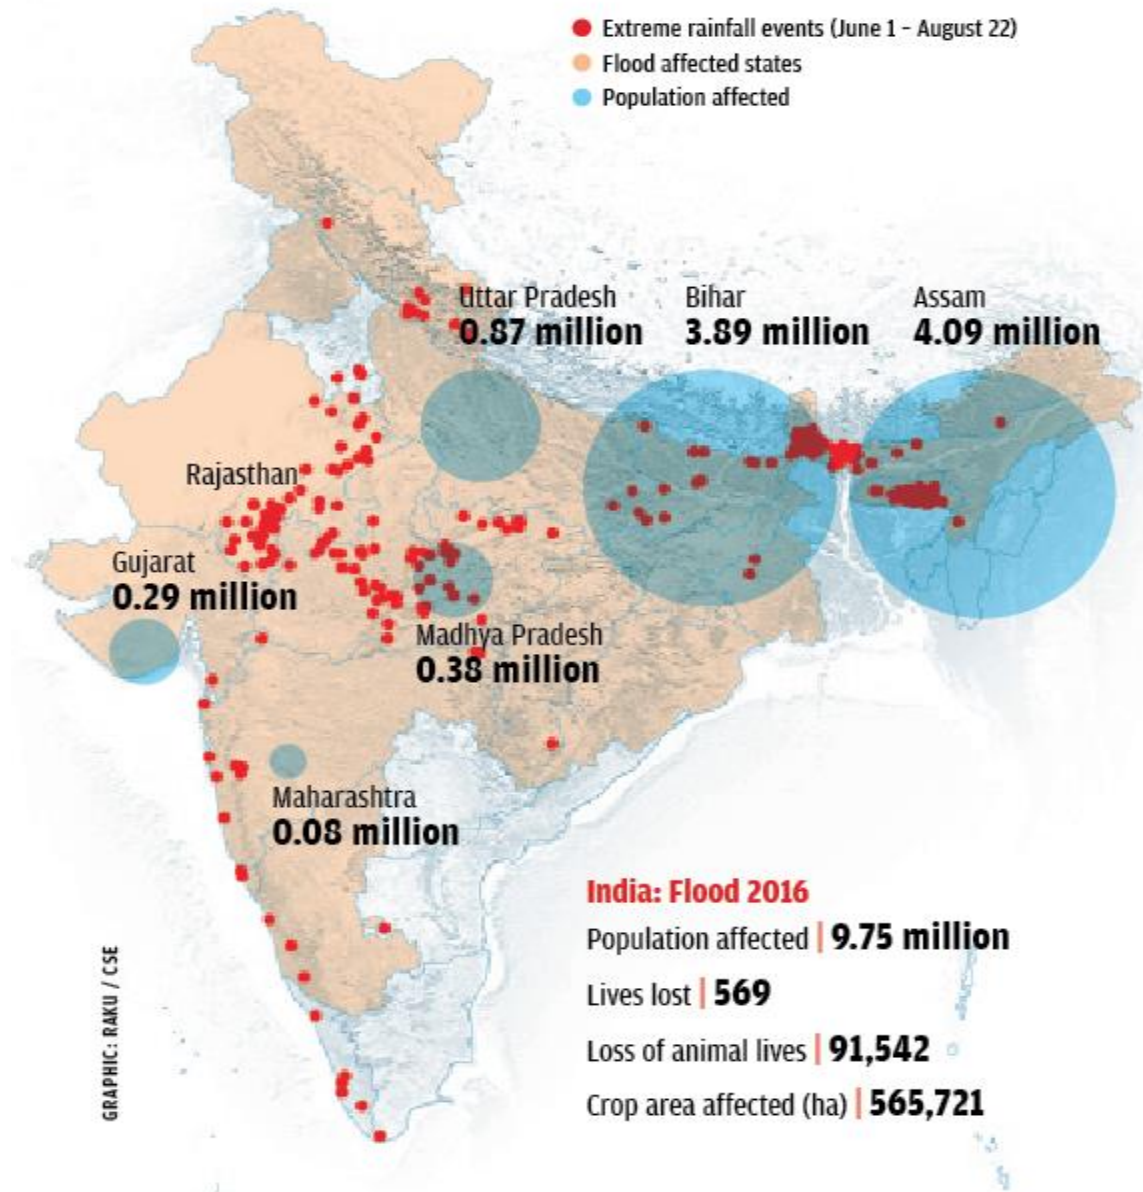 Extreme rainfall events (June 1 - August 22)
Flood affected states
Population affected
Uttar Pradesh
0.87 million
Bihar
3.89 million
Assam
4.09 million
Rajasthan
Gujarat
0.29 million
Madhya Pradesh
0.38 million
Maharashtra
0.08 million
India: Flood 2016
Population affected | 9.75 million
Lives lost | 569
Loss of animal lives | 91,542
Crop area affected (ha) | 565,721
GRAPHIC: RAKU / CSE